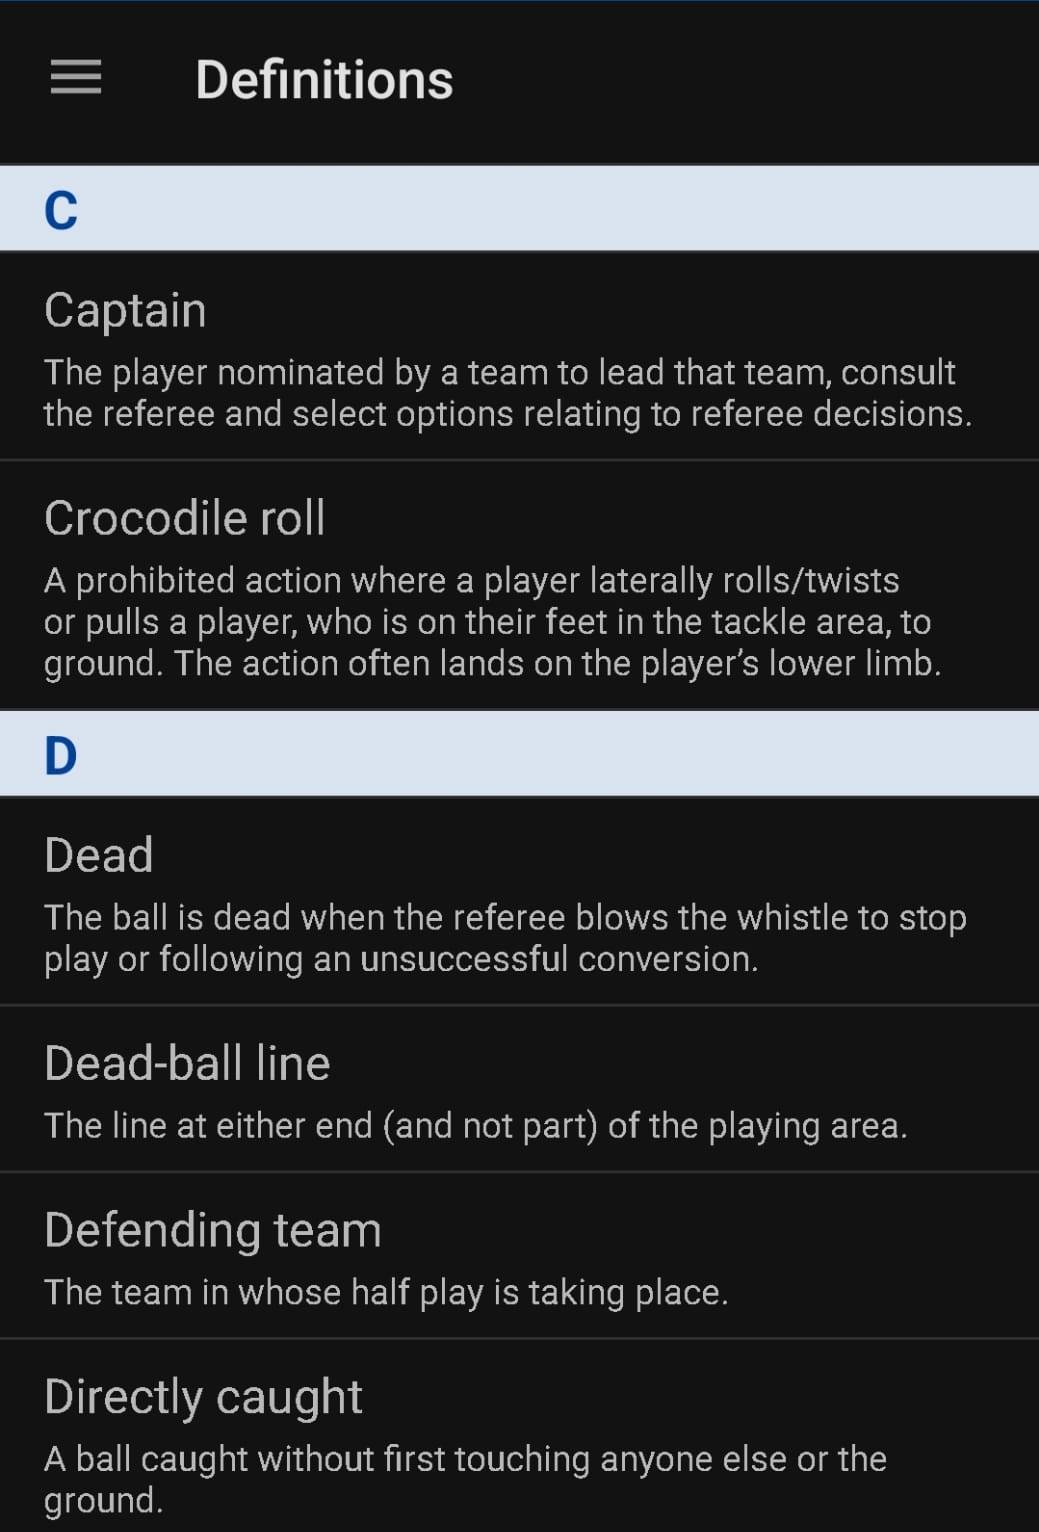 Definitions
C
Captain
The player nominated by a team to lead that team, consult
the referee and select options relating to referee decisions.
Crocodile roll
A prohibited action where a player laterally rolls/twists
or pulls a player, who is on their feet in the tackle area, to
ground. The action often lands on the player’s lower limb.
D
Dead
The ball is dead when the referee blows the whistle to stop
play or following an unsuccessful conversion.
Dead-ball line
The line at either end (and not part) of the playing area.
Defending team
The team in whose half play is taking place.
Directly caught
A ball caught without first touching anyone else or the
ground.